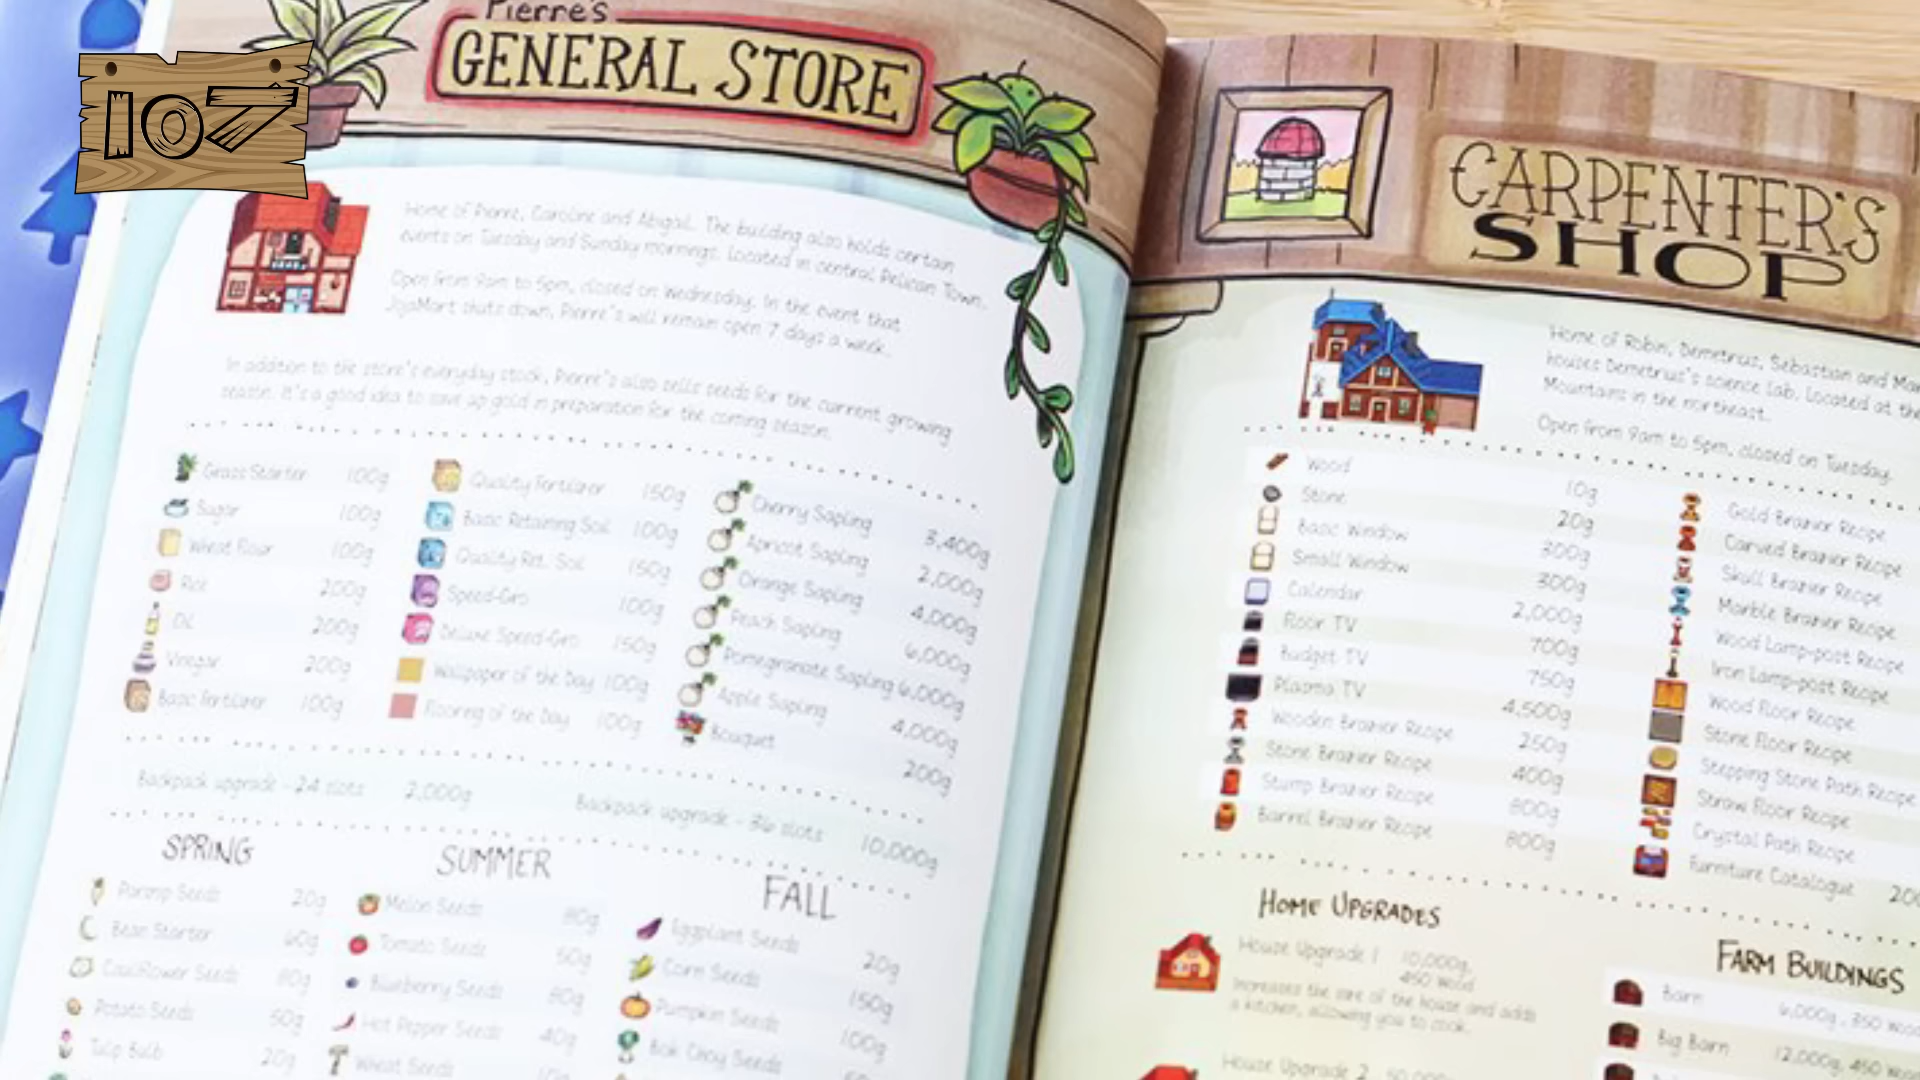 107
Pierre's
GENERAL STORE
Home of Pierre, Caroline and Abigail. The building also holds certain
events on Tuesday and Sunday mornings. Located in central Pelican Town.
Open from 9am to 5pm, closed on Wednesday. In the event that
JojaMart shuts down, Pierre's will remain open 7 days a week.
In addition to the store's everyday stock, Pierre's also sells seeds for the current growing
season. It's a good idea to save up gold in preparation for the coming season.
Grass Starter 100g
Sugar 100g
Wheat Flour 100g
Rice 200g
Oil 200g
Vinegar 200g
Basic Fertilizer 100g
Quality Fertilizer 150g
Basic Retaining Soil 100g
Quality Ret. Soil 150g
Speed-Gro 100g
Deluxe Speed-Gro 150g
Wallpaper of the Day 100g
Flooring of the Day 100g
Cherry Sapling 3,400g
Apricot Sapling 2,000g
Orange Sapling 4,000g
Peach Sapling 6,000g
Pomegranate Sapling 6,000g
Apple Sapling 4,000g
Bouquet 200g
Backpack upgrade - 24 slots 2,000g
Backpack upgrade - 36 slots 10,000g
SPRING
Parsnip Seeds 20g
Bean Starter 60g
Cauliflower Seeds 80g
Potato Seeds 50g
Tulip Bulb 20g
SUMMER
Melon Seeds 80g
Tomato Seeds 50g
Blueberry Seeds 80g
Hot Pepper Seeds 40g
Wheat Seeds 10g
FALL
Eggplant Seeds 20g
Corn Seeds 150g
Pumpkin Seeds 100g
Bok Choy Seeds
CARPENTER'S
SHOP
Home of Robin, Demetrius, Sebastian and
houses Demetrius's science lab. Located at the
Mountains in the northeast.
Open from 9am to 5pm, closed on Tuesday.
Wood 10g
Stone 20g
Basic Window 300g
Small Window 300g
Calendar 2,000g
Floor TV 700g
Budget TV 750g
Plasma TV 4,500g
Wooden Brazier Recipe 250g
Stone Brazier Recipe 400g
Stump Brazier Recipe 800g
Barrel Brazier Recipe 800g
Gold Brazier Recipe
Carved Brazier Recipe
Skull Brazier Recipe
Marble Brazier Recipe
Wood Lamp-post Recipe
Iron Lamp-post Recipe
Wood Floor Recipe
Stone Floor Recipe
Stepping Stone Path Recipe
Straw Floor Recipe
Crystal Path Recipe
Furniture Catalogue
HOME UPGRADES
House Upgrade 1 10,000g,
450 wood
Increases the size of the house and adds
a kitchen, allowing you to cook.
House Upgrade 2
FARM BUILDINGS
Barn 6,000g, 350 wood
Big Barn 12,000g, 450 wood